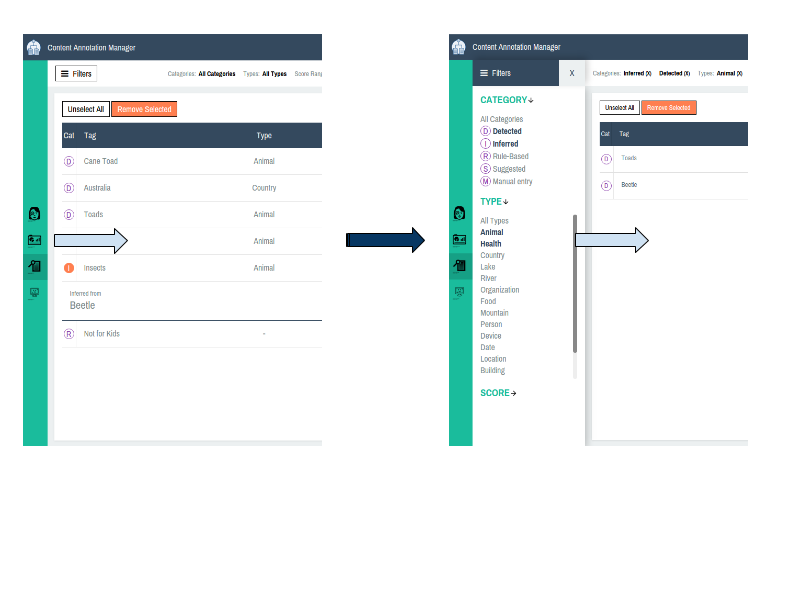 Content Annotation Manager
Filters
Catagories: All Categories Types: All Types Score Rang
Unselect All Remove Selected
Cat Tag Type
D Cane Toad Animal
D Australia Country
D Toads Animal
Animal
I Insects Animal
Inferred from
Beetle
R Not for Kids -
Content Annotation Manager
Filters X
Categories: Inferred (X) Detected (X) Types: Animal (X)
CATEGORY
All Categories
D Detected
I Inferred
R Rule-Based
S Suggested
M Manual entry
TYPE
All Types
Animal
Health
Country
Lake
River
Organization
Food
Mountain
Person
Device
Date
Location
Building
SCORE
Unselect All Remove Selected
Cat Tag
D Toads
D Beetle